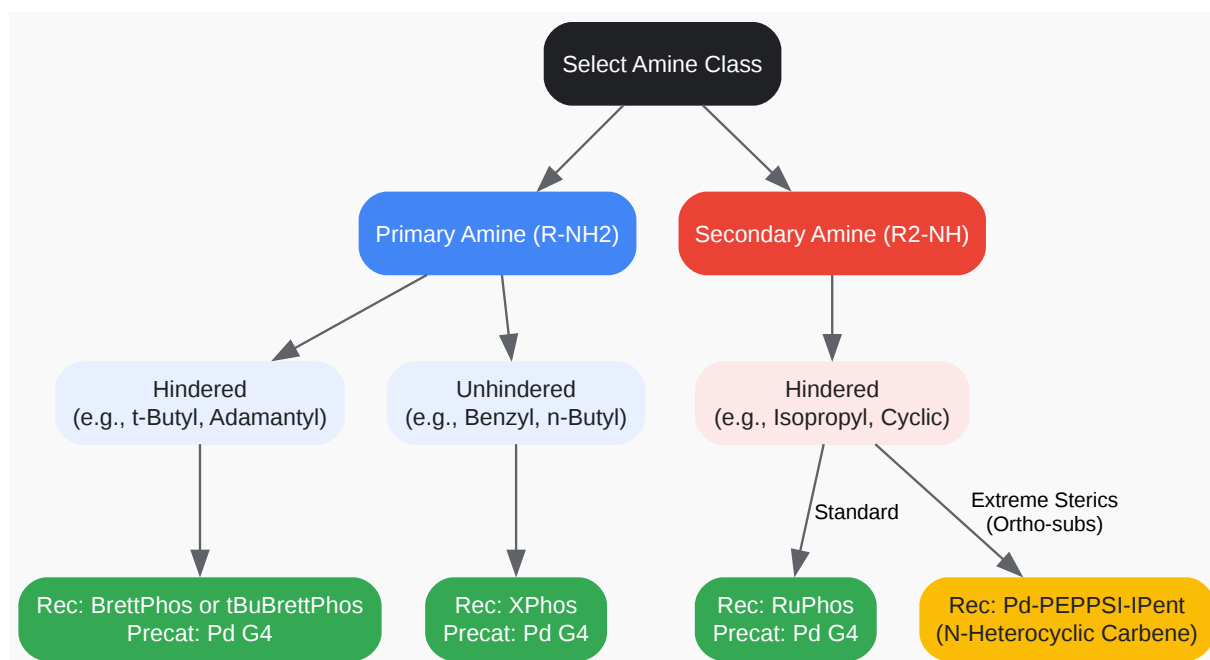 Select Amine Class
Primary Amine (R-NH2)
Secondary Amine (R2-NH)
Hindered
(e.g., t-Butyl, Adamantyl)
Unhindered
(e.g., Benzyl, n-Butyl)
Hindered
(e.g., Isopropyl, Cyclic)
Standard
Extreme Sterics
(Ortho-subs)
Rec: BrettPhos or tBuBrettPhos
Precat: Pd G4
Rec: XPhos
Precat: Pd G4
Rec: RuPhos
Precat: Pd G4
Rec: Pd-PEPPSI-IPent
(N-Heterocyclic Carbene)